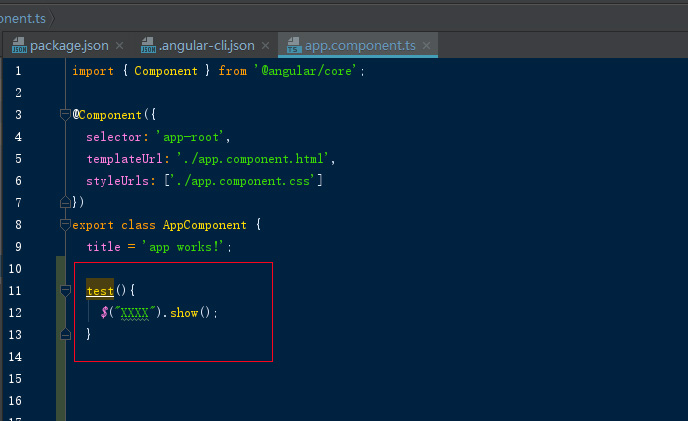 onent.ts
package.json
.angular-cli.json
app.component.ts
1 import { Component } from '@angular/core';
2
3 @Component({
4 selector: 'app-root',
5 templateUrl: './app.component.html',
6 styleUrls: ['./app.component.css']
7 })
8 export class AppComponent {
9 title = 'app works!';
10
11 test(){
12 $("XXXX").show();
13 }
14
15
16